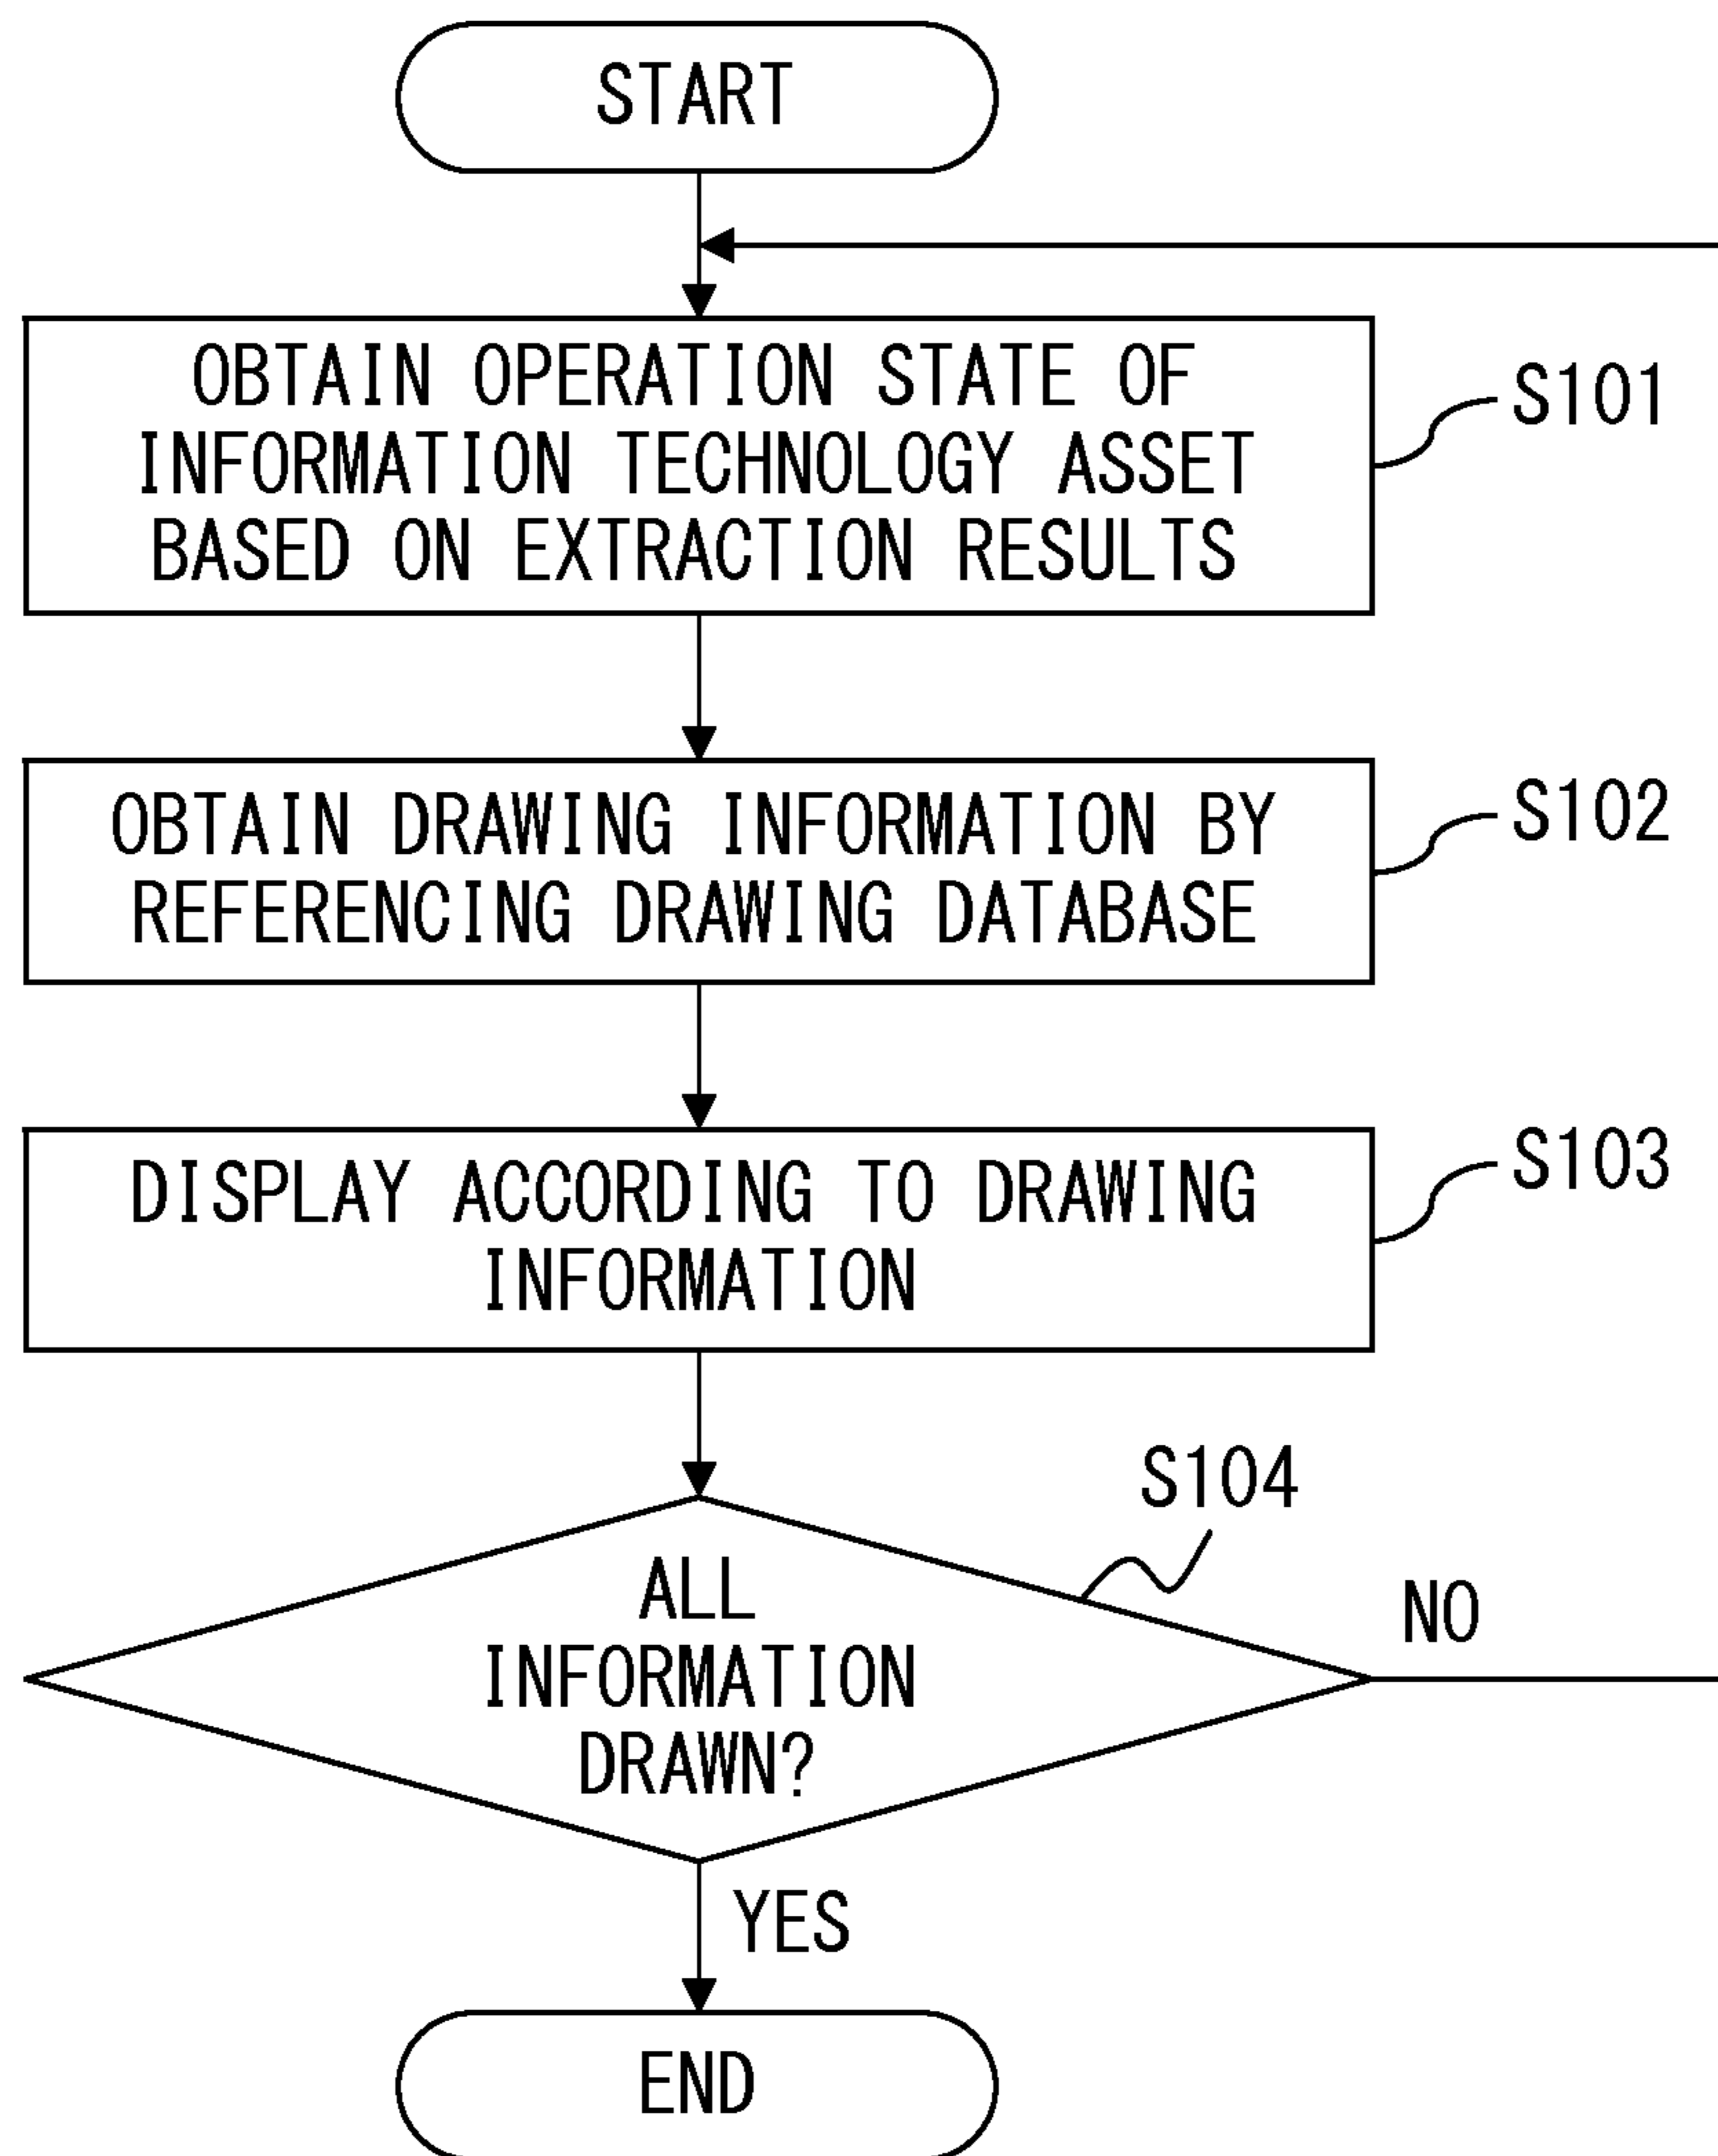 START
OBTAIN OPERATION STATE OF
INFORMATION TECHNOLOGY ASSET
BASED ON EXTRACTION RESULTS
S101
OBTAIN DRAWING INFORMATION BY
REFERENCING DRAWING DATABASE
S102
DISPLAY ACCORDING TO DRAWING
INFORMATION
S103
S104
ALL
INFORMATION
DRAWN?
NO
YES
END